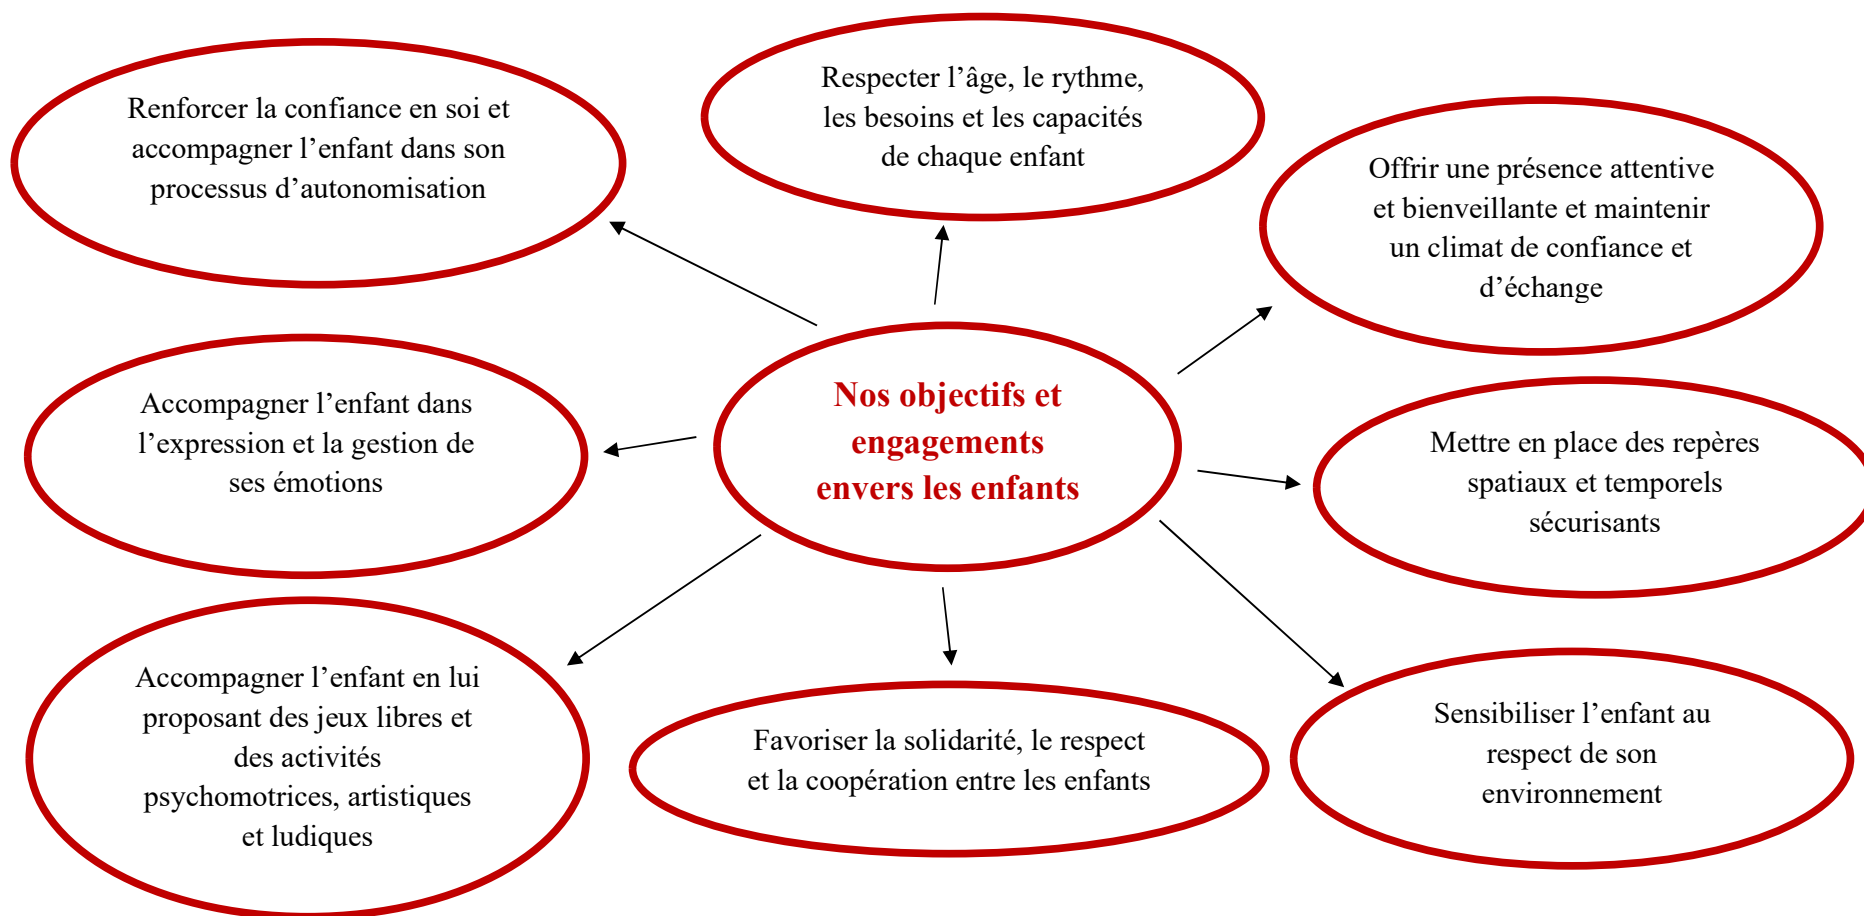 Renforcer la confiance en soi et
accompagner l’enfant dans son
processus d’autonomisation
Respecter l’âge, le rythme,
les besoins et les capacités
de chaque enfant
Offrir une présence attentive
et bienveillante et maintenir
un climat de confiance et
d’échange
Accompagner l’enfant dans
l’expression et la gestion de
ses émotions
Nos objectifs et
engagements
envers les enfants
Mettre en place des repères
spatiaux et temporels
sécurisants
Accompagner l’enfant en lui
proposant des jeux libres et
des activités
psychomotrices, artistiques
et ludiques
Favoriser la solidarité, le respect
et la coopération entre les enfants
Sensibiliser l’enfant au
respect de son
environnement